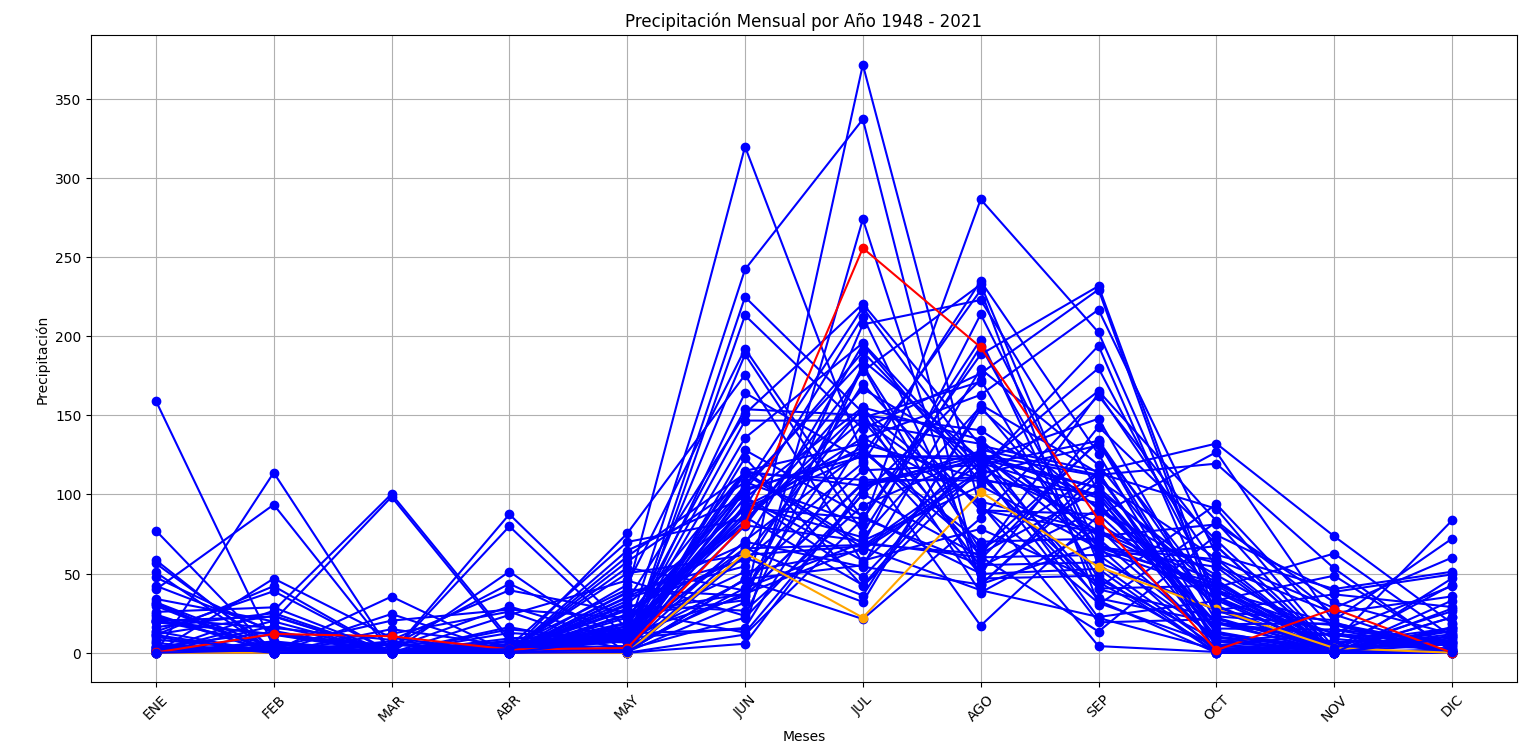 Precipitación Mensual por Año 1948 - 2021
Precipitación
350
300
250
200
150
100
50
0
ENE
FEB
MAR
ABR
MAY
JUN
JUL
AGO
SEP
OCT
NOV
DIC
Meses